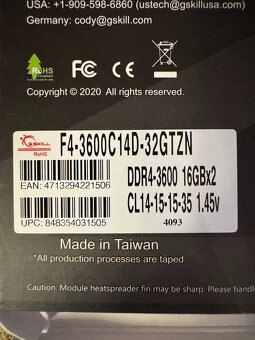 USA: +1-909-598-6860 (ustech@gskillusa.com)
Germany: cody@gskill.com)
RoHS
FC CE
Copyright © 2020 All rights reserved.
G.SKILL
RoHS
F4-3600C14D-32GTZN
EAN: 4713294221506
DDR4-3600 16GBx2
CL14-15-15-35 1.45v
UPC: 848354031505
4093
Made in Taiwan
*All production processes are taped.
Caution: Module heatspreader fin may be sharp. Please handle